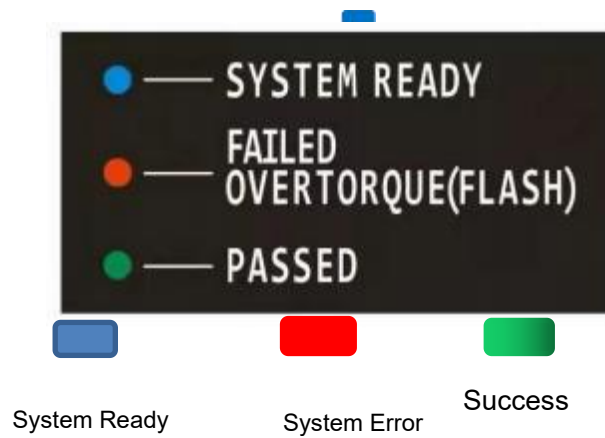 SYSTEM READY
FAILED
OVERTORQUE(FLASH)
PASSED
Success
System Ready
System Error